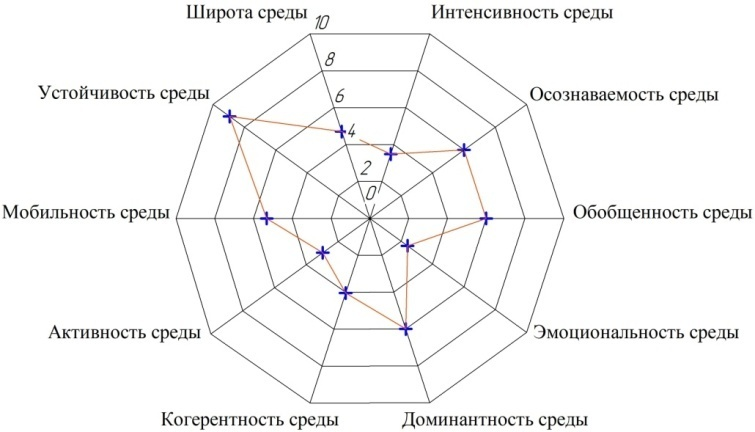 Широта среды
10
Интенсивность среды
8
Устойчивость среды
6
Осознаваемость среды
4
2
0
Мобильность среды
Обобщенность среды
Активность среды
Эмоциональность среды
Когерентность среды
Доминантность среды